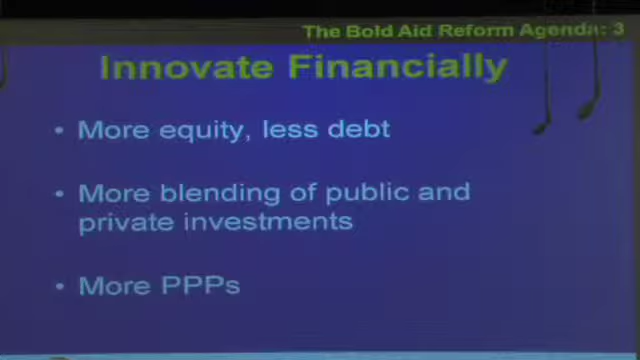 The Bold Aid Reform Agenda: 3
Innovate Financially
• More equity, less debt
• More blending of public and
private investments
• More PPPs